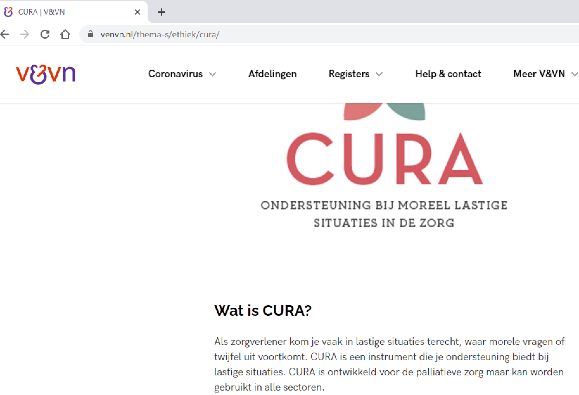 CURA | V&VN
venvn.nl/thema-s/ethiek/cura/
v&vn
Coronavirus Afdelingen Registers Help & contact Meer V&VN
CURA
ONDERSTEUNING BIJ MOREEL LASTIGE
SITUATIES IN DE ZORG
Wat is CURA?
Als zorgverlener kom je vaak in lastige situaties terecht, waar morele vragen of
twijfel uit voortkomt. CURA is een instrument die je ondersteuning biedt bij
lastige situaties. CURA is ontwikkeld voor de palliatieve zorg maar kan worden
gebruikt in alle sectoren.